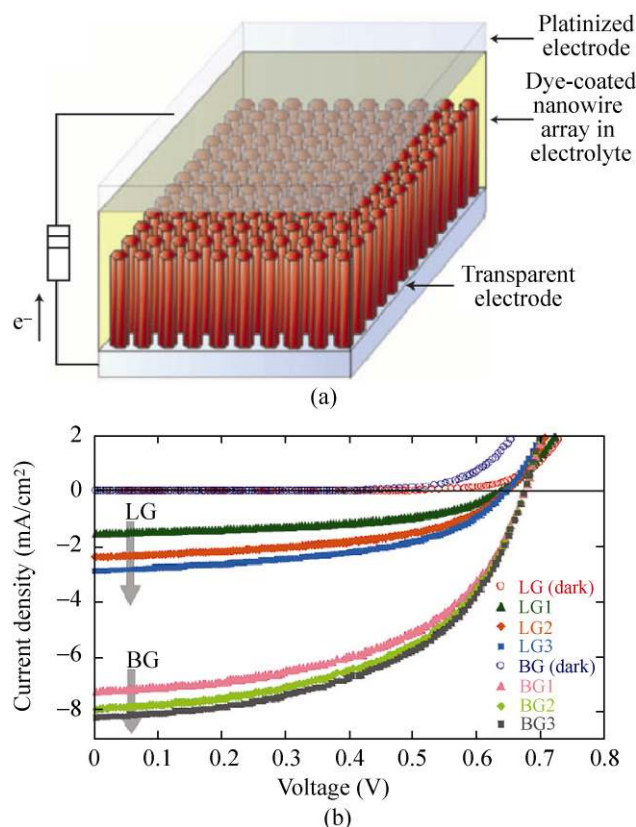 Platinized
electrode
Dye-coated
nanowire
array in
electrolyte
Transparent
electrode
e–
(a)
Current density (mA/cm²)
2
0
−2
−4
−6
−8
LG
BG
LG (dark)
LG1
LG2
LG3
BG (dark)
BG1
BG2
BG3
0 0.1 0.2 0.3 0.4 0.5 0.6 0.7 0.8
Voltage (V)
(b)